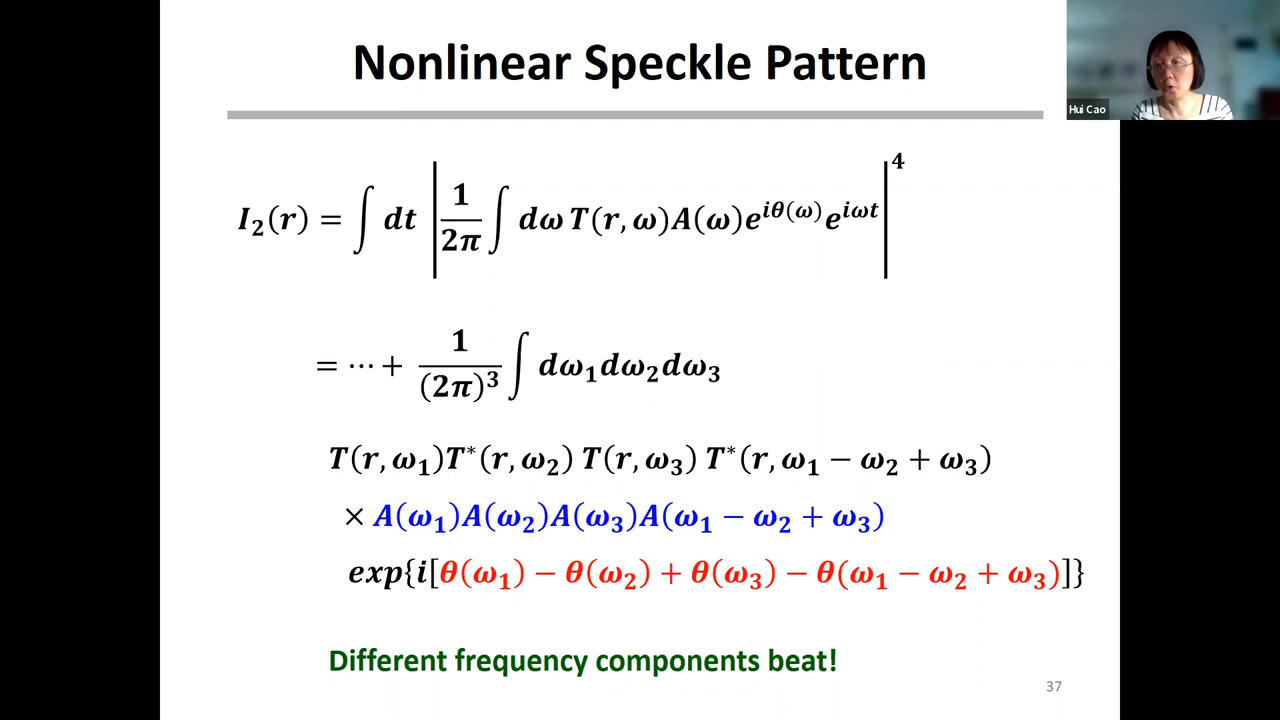 Nonlinear Speckle Pattern
Hui Cao
I₂(r) = ∫ dt |1/2π ∫ dω T(r, ω)A(ω)e^{iθ(ω)}e^{iωt}|⁴
= ⋯ + 1/(2π)³ ∫ dω₁dω₂dω₃
T(r, ω₁)T*(r, ω₂) T(r, ω₃) T*(r, ω₁ − ω₂ + ω₃)
× A(ω₁)A(ω₂)A(ω₃)A(ω₁ − ω₂ + ω₃)
exp{i[θ(ω₁) − θ(ω₂) + θ(ω₃) − θ(ω₁ − ω₂ + ω₃)]}
Different frequency components beat!
37